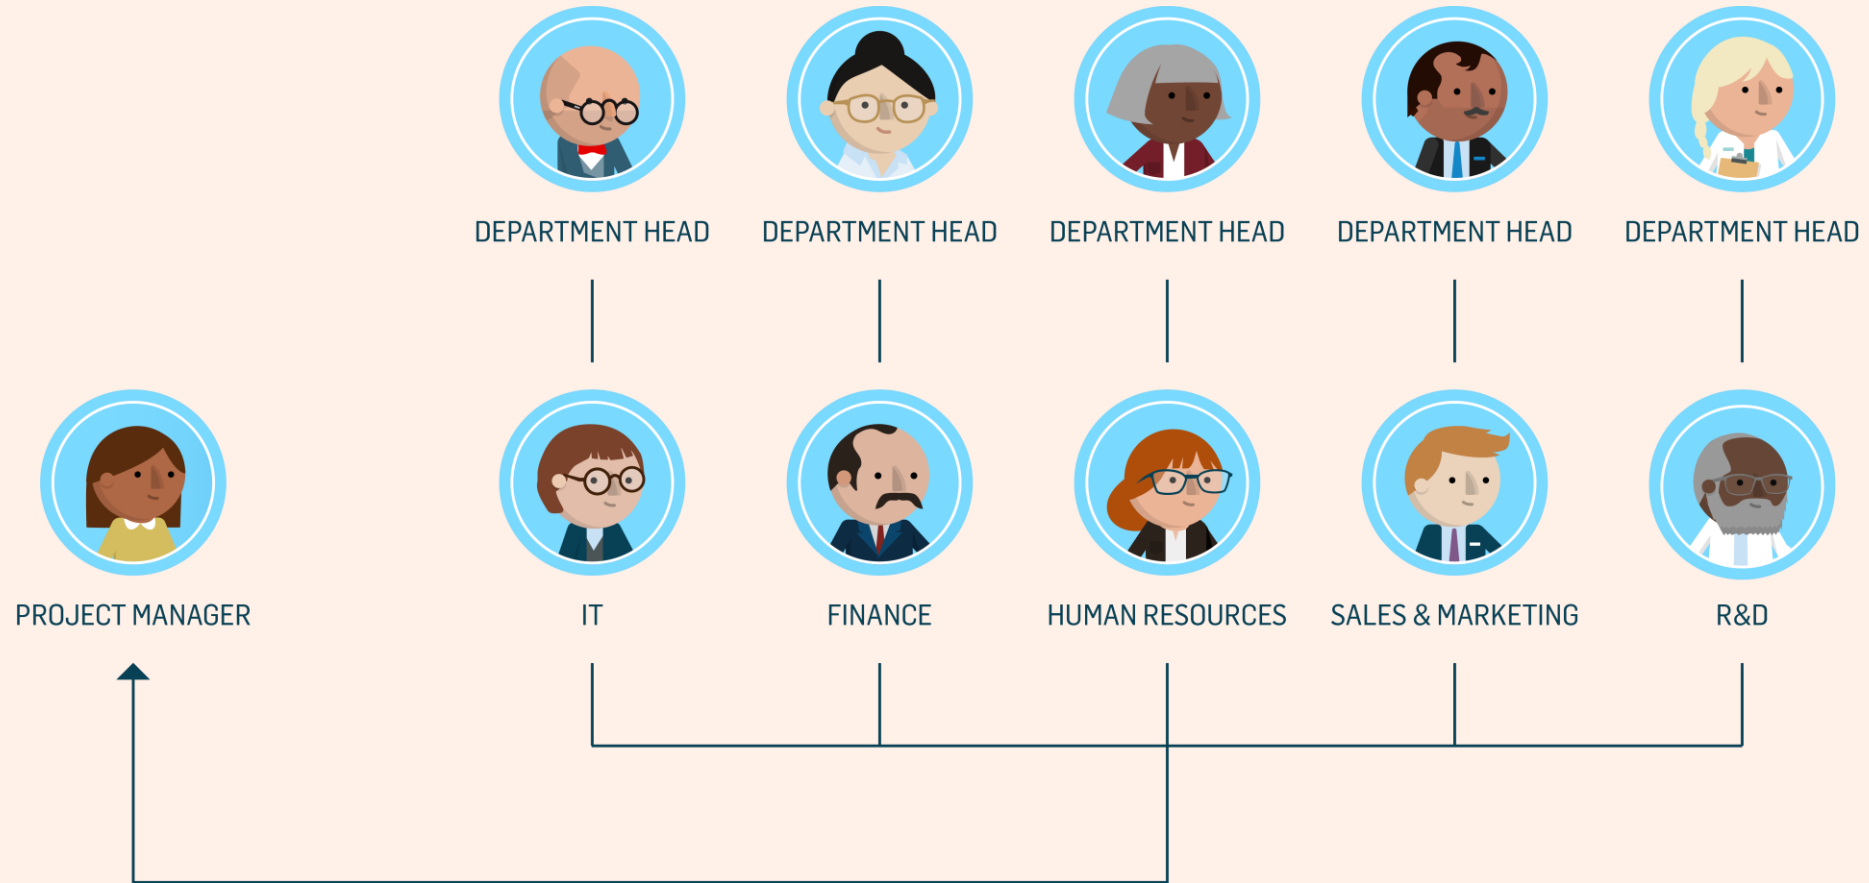 DEPARTMENT HEAD
DEPARTMENT HEAD
DEPARTMENT HEAD
DEPARTMENT HEAD
DEPARTMENT HEAD
PROJECT MANAGER
IT
FINANCE
HUMAN RESOURCES
SALES & MARKETING
R&D